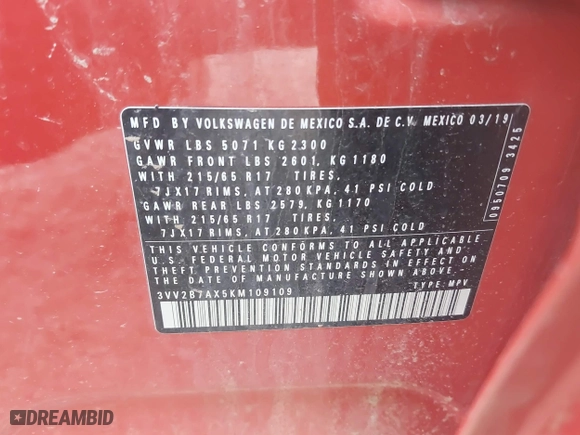 MFD BY VOLKSWAGEN DE MEXICO S.A. DE C.V. MEXICO 03/19
GVWR LBS 5071 KG 2300
GAWR FRONT LBS 2601, KG 1180
WITH 215/65 R17 TIRES,
7JX17 RIMS, AT 280 KPA, 41 PSI COLD
GAWR REAR LBS 2579, KG 1170
WITH 215/65 R17 TIRES,
7JX17 RIMS, AT 280 KPA, 41 PSI COLD
THIS VEHICLE CONFORMS TO ALL APPLICABLE
U.S. FEDERAL MOTOR VEHICLE SAFETY AND
THEFT PREVENTION STANDARDS IN EFFECT ON
THE DATE OF MANUFACTURE SHOWN ABOVE.
3VV2B7AX5KM109109 TYPE: MPV
0950709 3425
DREAMBID